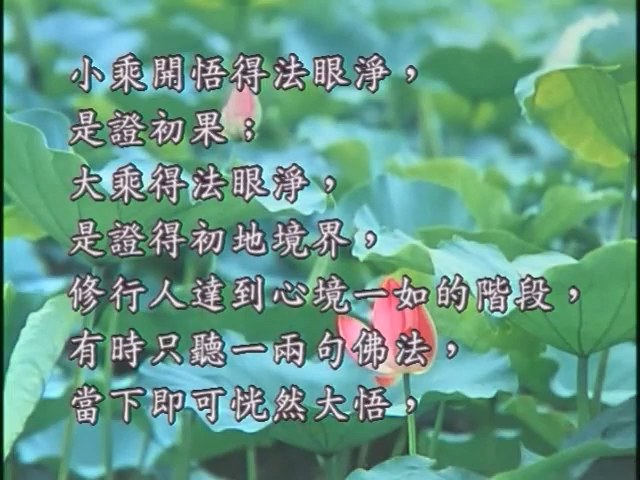 小乘開悟得法眼淨，
是證初果；
大乘得法眼淨，
是證得初地境界，
修行人達到心境一如的階段，
有時只聽一兩句佛法，
當下即可恍然大悟，